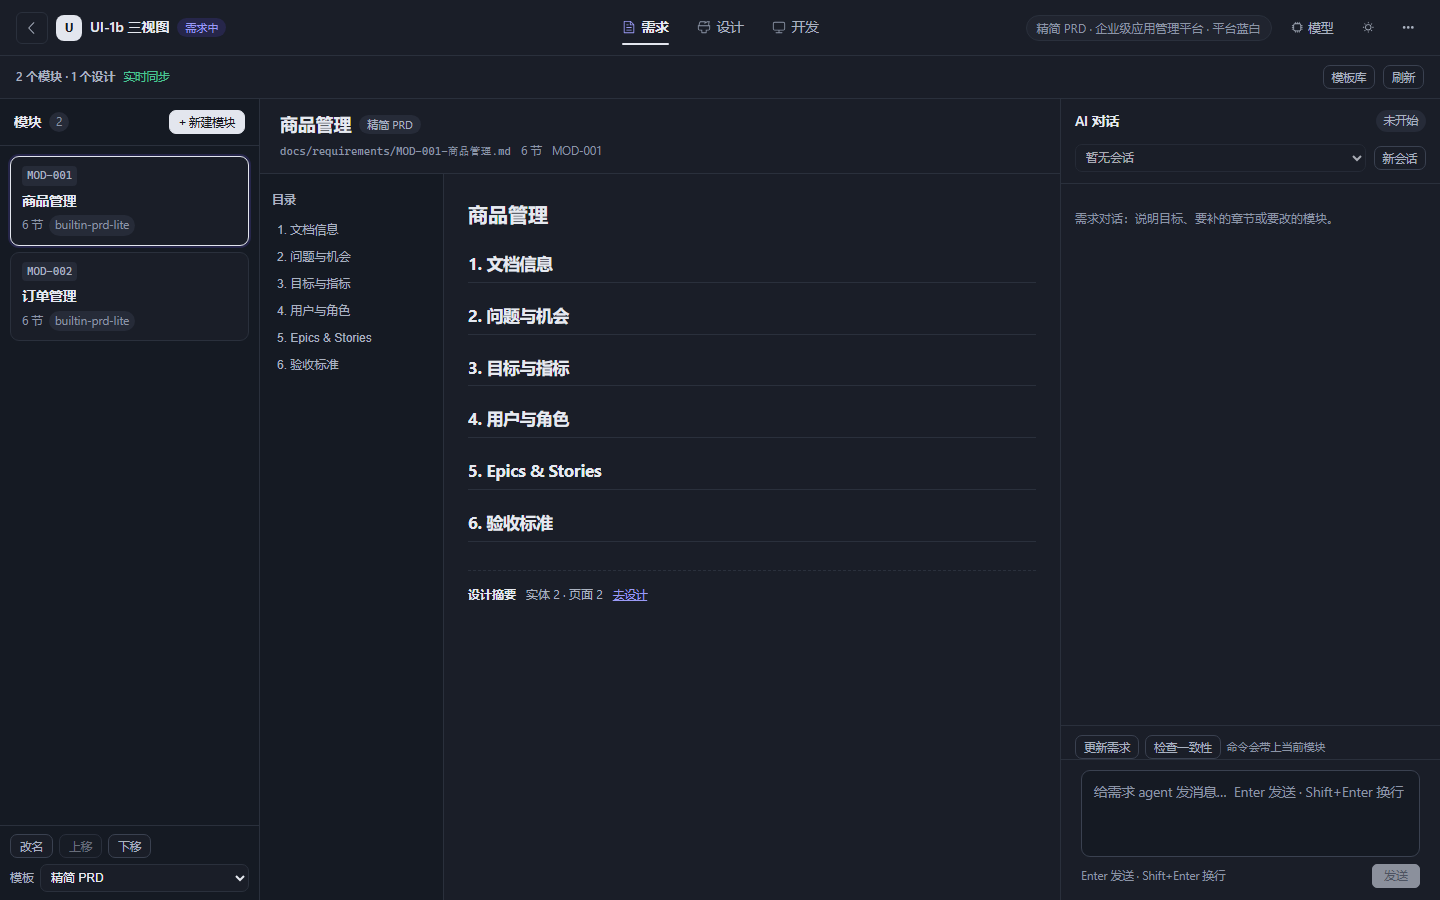 U UI-1b 三视图 需求中
需求 设计 开发
精简 PRD · 企业级应用管理平台 · 平台蓝白 模型
2 个模块 · 1 个设计 实时同步
模板库 刷新
模块 2 + 新建模块
MOD-001
商品管理
6 节 builtin-prd-lite
MOD-002
订单管理
6 节 builtin-prd-lite
改名 上移 下移
模板 精简 PRD
商品管理 精简 PRD
docs/requirements/MOD-001-商品管理.md 6 节 MOD-001
目录
1. 文档信息
2. 问题与机会
3. 目标与指标
4. 用户与角色
5. Epics & Stories
6. 验收标准
商品管理
1. 文档信息
2. 问题与机会
3. 目标与指标
4. 用户与角色
5. Epics & Stories
6. 验收标准
设计摘要 实体 2 · 页面 2 去设计
AI 对话 未开始
暂无会话 新会话
需求对话：说明目标、要补的章节或要改的模块。
更新需求 检查一致性 命令会带上当前模块
给需求 agent 发消息… Enter 发送 · Shift+Enter 换行
Enter 发送 · Shift+Enter 换行 发送